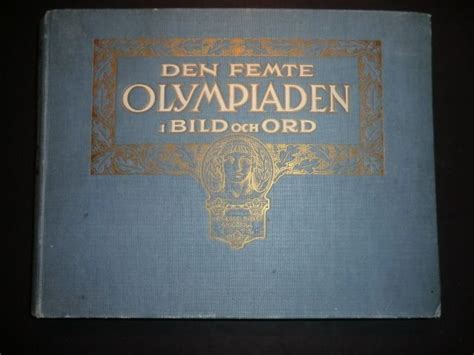 DEN FEMTE
OLYMPIADEN
I BILD OCH ORD